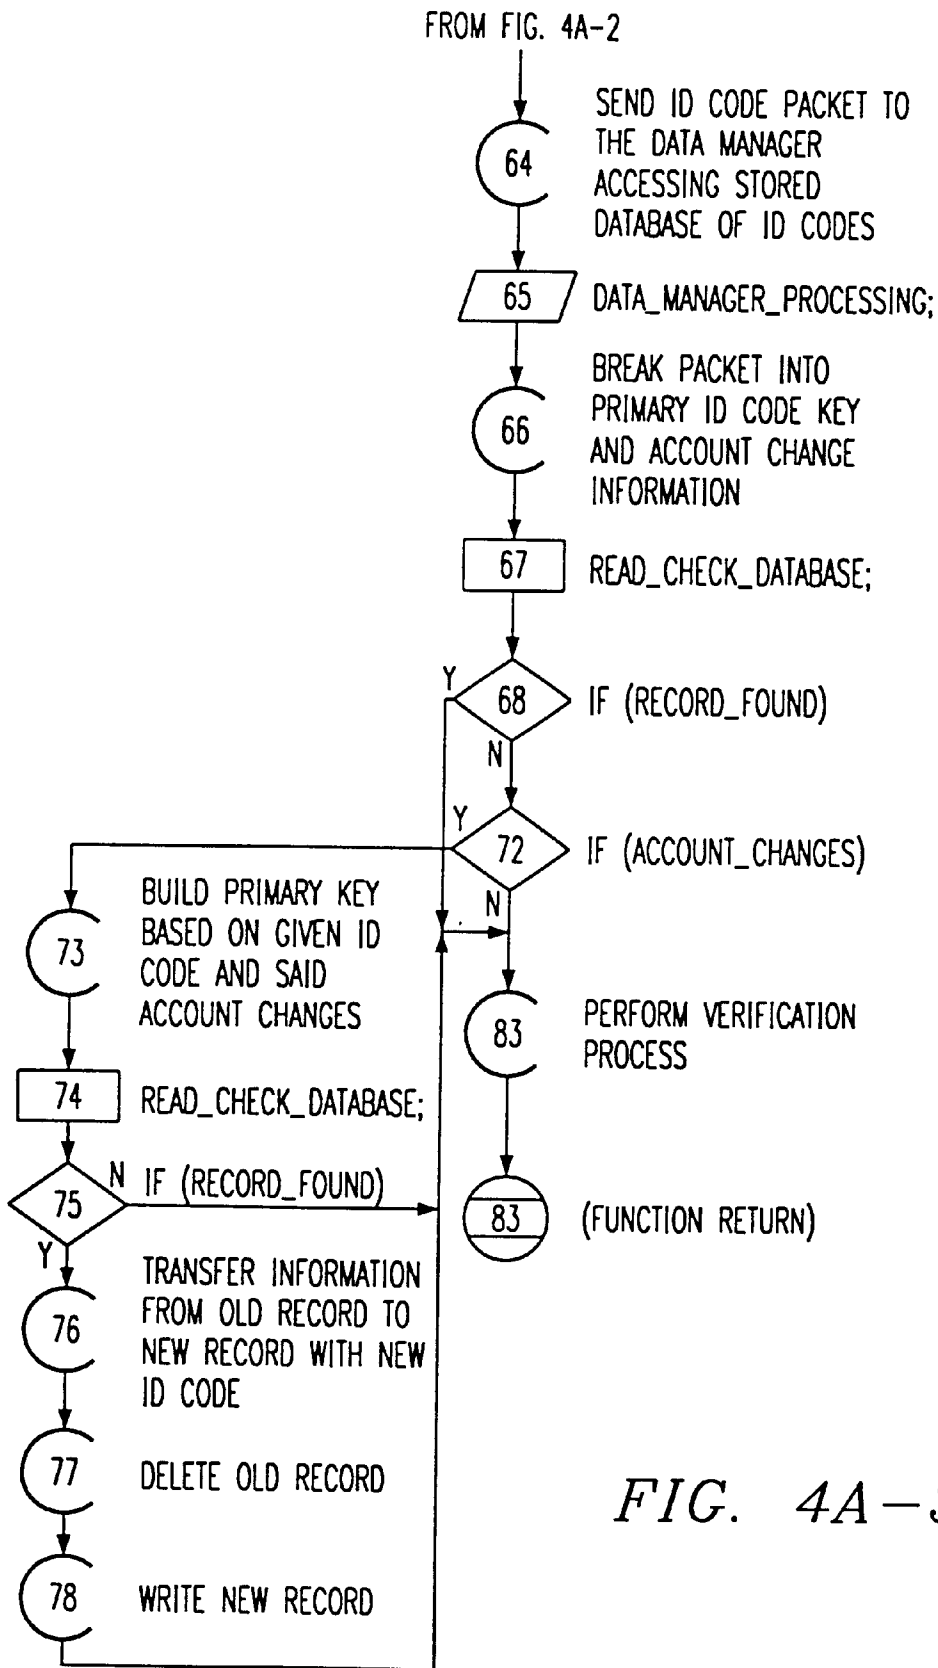 FROM FIG. 4A-2
64
SEND ID CODE PACKET TO
THE DATA MANAGER
ACCESSING STORED
DATABASE OF ID CODES
65
DATA_MANAGER_PROCESSING;
66
BREAK PACKET INTO
PRIMARY ID CODE KEY
AND ACCOUNT CHANGE
INFORMATION
67
READ_CHECK_DATABASE;
Y
68
IF (RECORD_FOUND)
N
Y
72
IF (ACCOUNT_CHANGES)
N
73
BUILD PRIMARY KEY
BASED ON GIVEN ID
CODE AND SAID
ACCOUNT CHANGES
83
PERFORM VERIFICATION
PROCESS
74
READ_CHECK_DATABASE;
75
N
IF (RECORD_FOUND)
Y
83
(FUNCTION RETURN)
76
TRANSFER INFORMATION
FROM OLD RECORD TO
NEW RECORD WITH NEW
ID CODE
77
DELETE OLD RECORD
78
WRITE NEW RECORD
FIG. 4A-